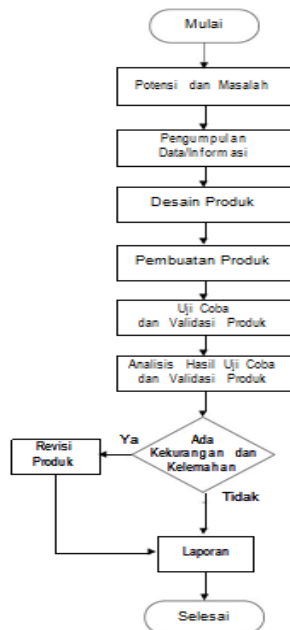 Mulai
Potensi dan Masalah
Pengumpulan
Data/Informasi
Desain Produk
Pembuatan Produk
Uji Coba
dan Validasi Produk
Analisis Hasil Uji Coba
dan Validasi Produk
Ada
Kekurangan dan
Kelemahan
Ya
Revisi
Produk
Tidak
Laporan
Selesai